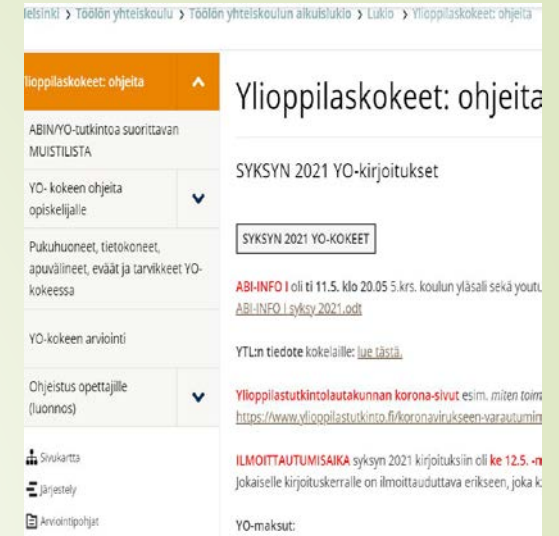 elsinki > Töölön yhteiskoulu > Töölön yhteiskoulun aikuislukio > Lukio > Ylioppilaskokeet: ohjeita
lioppilaskokeet: ohjeita
ABIN/YO-tutkintoa suorittavan
MUISTILISTA
YO- kokeen ohjeita
opiskelijalle
Pukuhuoneet, tietokoneet,
apuvälineet, eväät ja tarvikkeet YO-
kokeessa
YO-kokeen arviointi
Ohjeistus opettajille
(luonnos)
Sivukartta
Järjestely
Arviointipohjat
Ylioppilaskokeet: ohjeita
SYKSYN 2021 YO-kirjoitukset
SYKSYN 2021 YO-KOKEET
ABI-INFO I oli ti 11.5. klo 20.05 5.krs. koulun yläsali sekä youtu
ABI-INFO I syksy 2021.odt
YTL:n tiedote kokelaille: lue tästä.
Ylioppilastutkintolautakunnan korona-sivut esim. miten toim
https://www.ylioppilastutkinto.fi/koronavirukseen-varautumin
ILMOITTAUTUMISAIKA syksyn 2021 kirjoituksiin oli ke 12.5. -m
Jokaiselle kirjoituskerralle on ilmoittauduttava erikseen, joka k
YO-maksut: